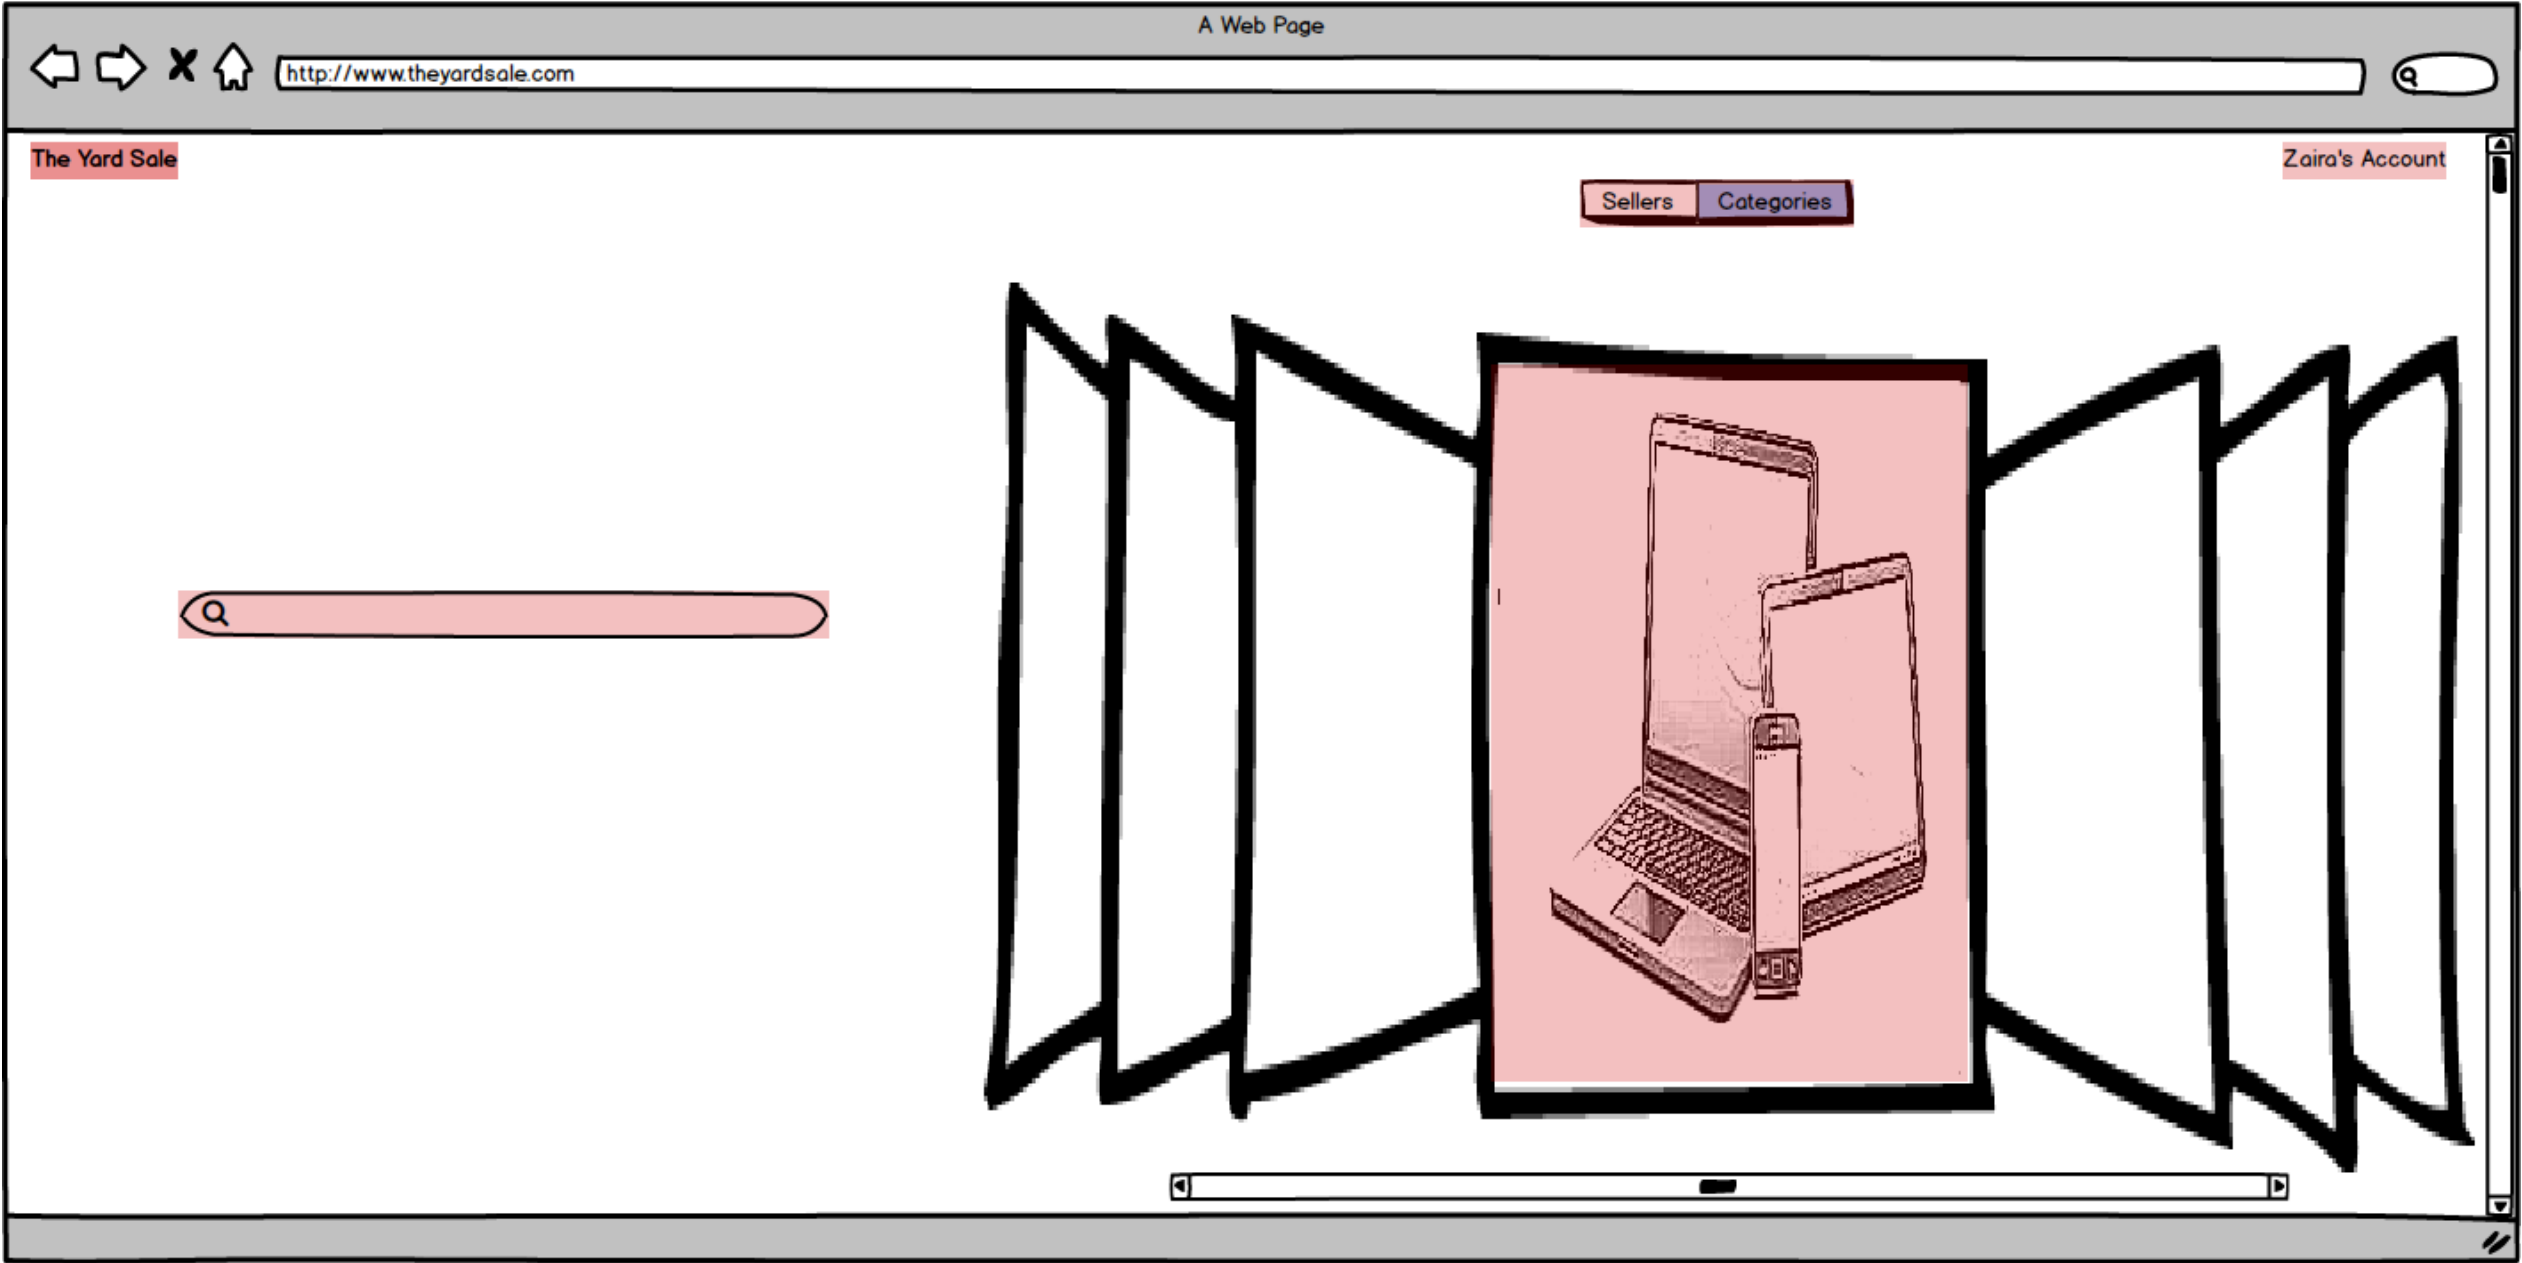 A Web Page
http://www.theyardsale.com
The Yard Sale
Zaira's Account
Sellers
Categories